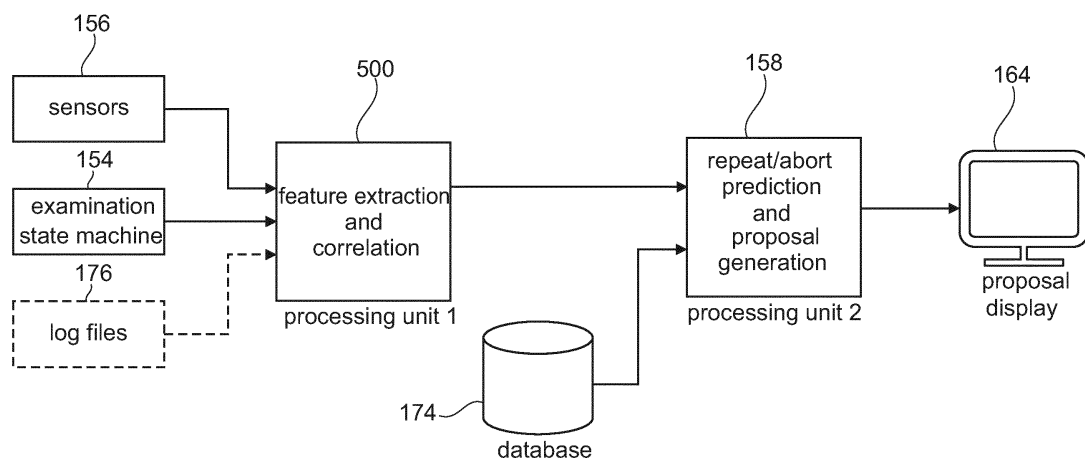 156
sensors
154
examination
state machine
176
log files
500
feature extraction
and
correlation
processing unit 1
174
database
158
repeat/abort
prediction
and
proposal
generation
processing unit 2
164
proposal
display